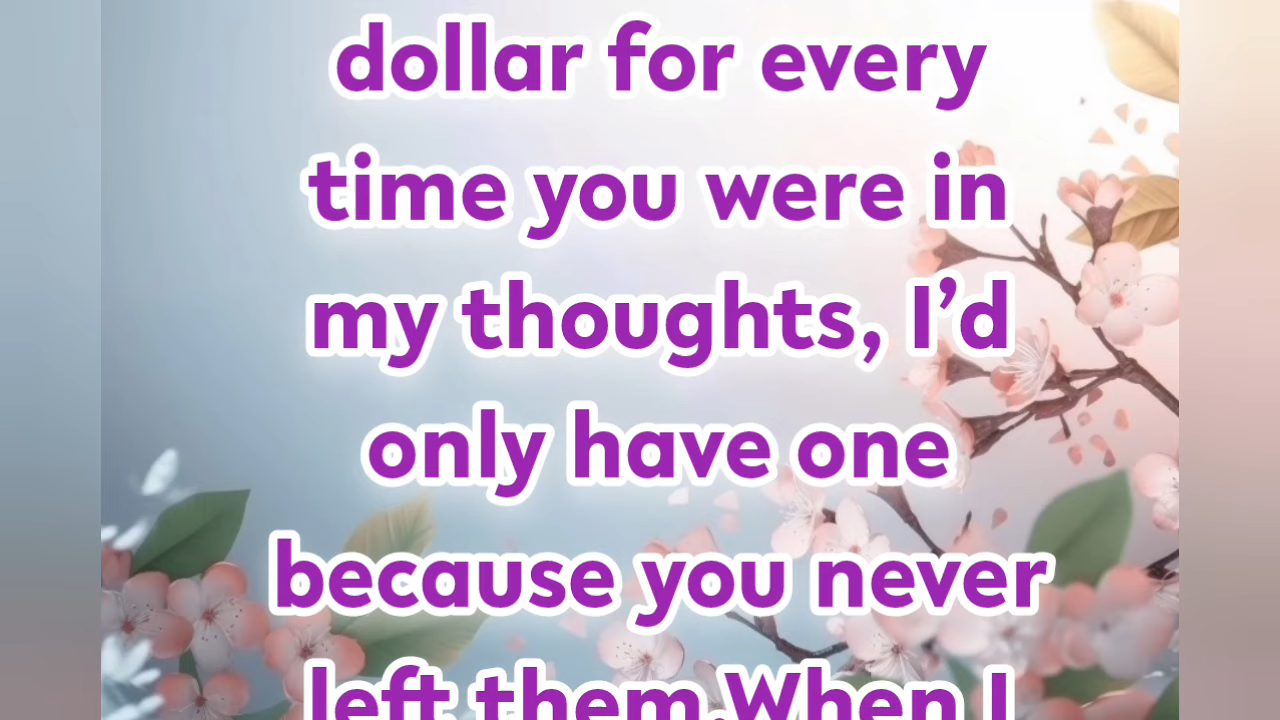 dollar for every
time you were in
my thoughts, I’d
only have one
because you never
left them.When I